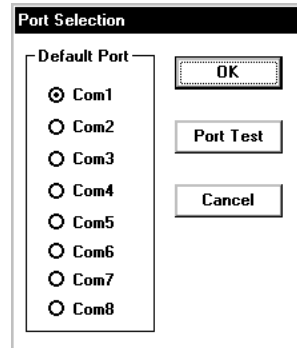 Port Selection
Default Port
Com1
Com2
Com3
Com4
Com5
Com6
Com7
Com8
OK
Port Test
Cancel